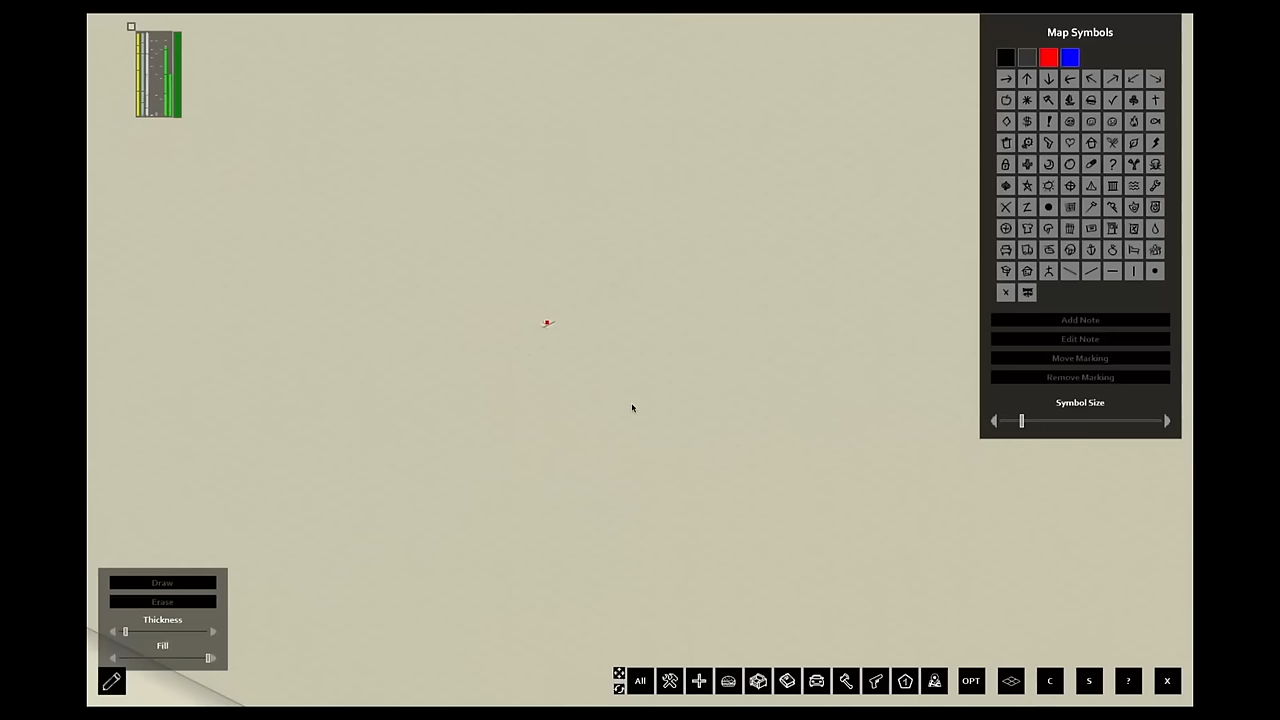 Map Symbols
Add Note
Edit Note
Move Marking
Remove Marking
Symbol Size
Draw
Erase
Thickness
Fill
All
OPT
C
S
?
X